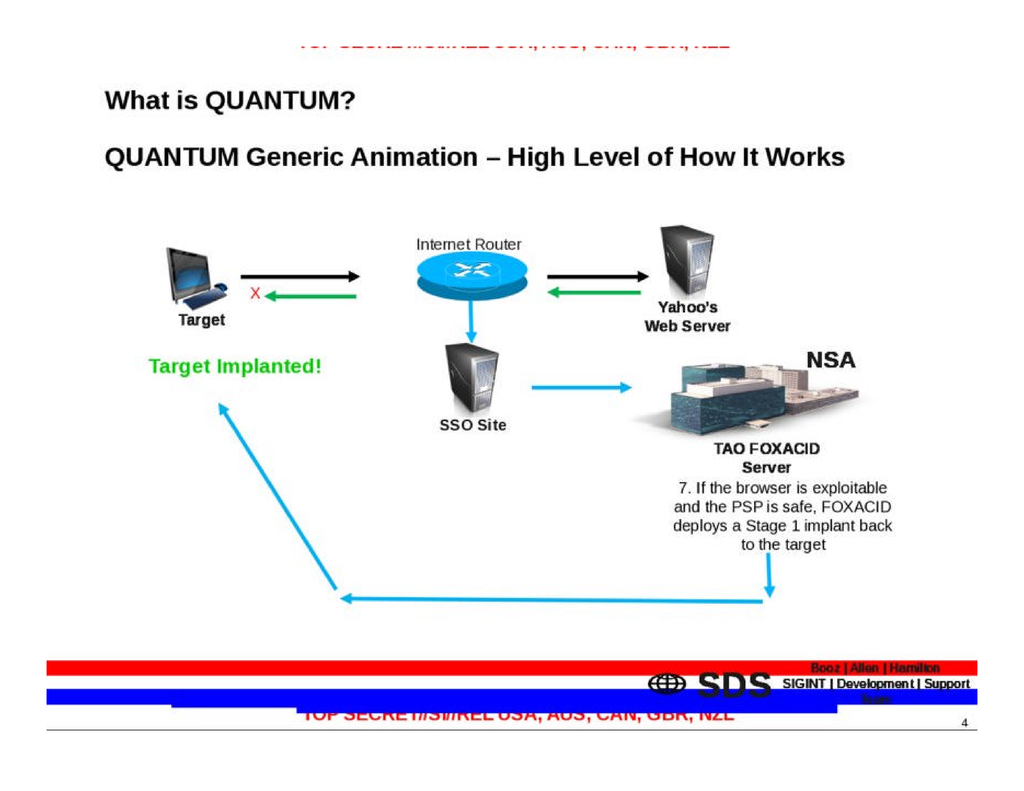 What is QUANTUM?
QUANTUM Generic Animation – High Level of How It Works
Internet Router
X
Target
Yahoo's
Web Server
Target Implanted!
NSA
SSO Site
TAO FOXACID
Server
7. If the browser is exploitable
and the PSP is safe, FOXACID
deploys a Stage 1 implant back
to the target
Booz | Allen | Hamilton
SDS
SIGINT | Development | Support
TOP SECRET//SI//REL USA, AUS, CAN, GBR, NZL
4